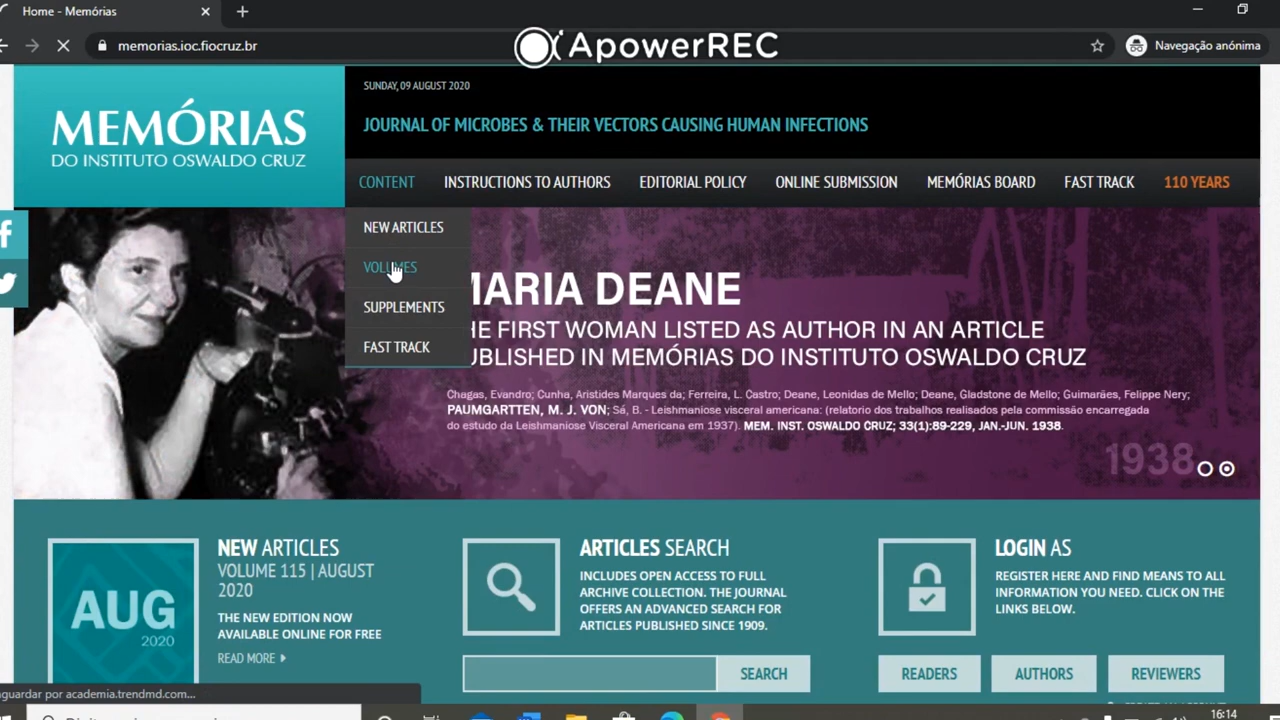 Home - Memórias
memorias.ioc.fiocruz.br
ApowerREC
Navegação anónima
SUNDAY, 09 AUGUST 2020
MEMÓRIAS
DO INSTITUTO OSWALDO CRUZ
JOURNAL OF MICROBES & THEIR VECTORS CAUSING HUMAN INFECTIONS
CONTENT INSTRUCTIONS TO AUTHORS EDITORIAL POLICY ONLINE SUBMISSION MEMÓRIAS BOARD FAST TRACK 110 YEARS
NEW ARTICLES
VOLUMES
SUPPLEMENTS
FAST TRACK
MARIA DEANE
HE FIRST WOMAN LISTED AS AUTHOR IN AN ARTICLE
UBLISHED IN MEMÓRIAS DO INSTITUTO OSWALDO CRUZ
Chagas, Evandro; Cunha, Aristides Marques da; Ferreira, L. Castro; Deane, Leonidas de Mello; Deane, Gladstone de Mello; Guimarães, Felippe Nery;
PAUMGARTTEN, M. J. VON; Sá, B. - Leishmaniose visceral americana: (relatorio dos trabalhos realisados pela commissão encarregada
do estudo da Leishmaniose Visceral Americana em 1937). MEM. INST. OSWALDO CRUZ; 33(1):89-229, JAN.-JUN. 1938.
1938
AUG
2020
NEW ARTICLES
VOLUME 115 | AUGUST
2020
THE NEW EDITION NOW
AVAILABLE ONLINE FOR FREE
READ MORE
ARTICLES SEARCH
INCLUDES OPEN ACCESS TO FULL
ARCHIVE COLLECTION. THE JOURNAL
OFFERS AN ADVANCED SEARCH FOR
ARTICLES PUBLISHED SINCE 1909.
SEARCH
LOGIN AS
REGISTER HERE AND FIND MEANS TO ALL
INFORMATION YOU NEED. CLICK ON THE
LINKS BELOW.
READERS AUTHORS REVIEWERS
aguardar por academia.trendmd.com...
16:14